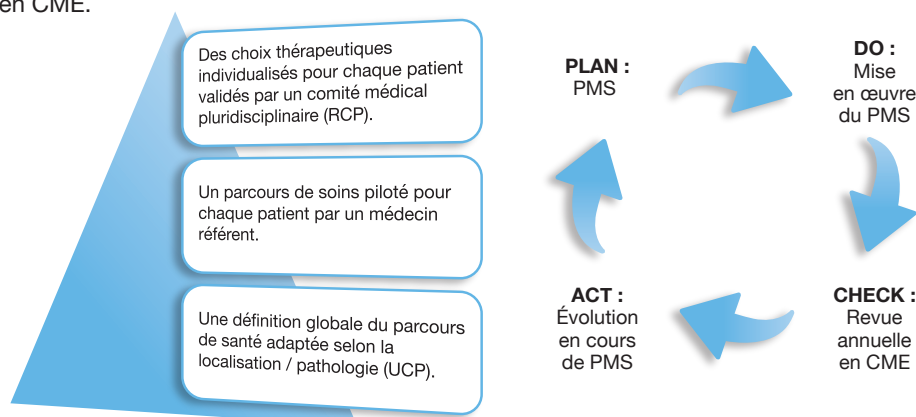 en CME.
Des choix thérapeutiques
individualisés pour chaque patient
validés par un comité médical
pluridisciplinaire (RCP).
Un parcours de soins piloté pour
chaque patient par un médecin
référent.
Une définition globale du parcours
de santé adaptée selon la
localisation / pathologie (UCP).
PLAN :
PMS
DO :
Mise
en œuvre
du PMS
CHECK :
Revue
annuelle
en CME
ACT :
Évolution
en cours
de PMS